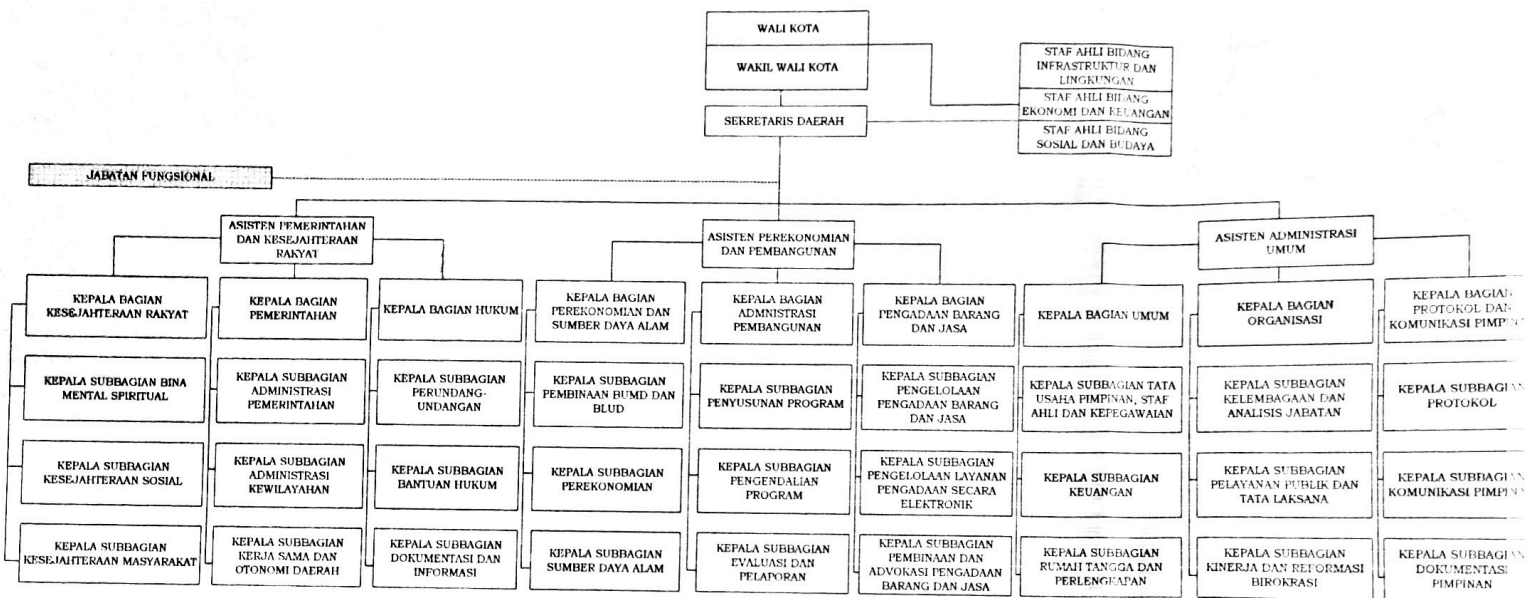 WALI KOTA
WAKIL WALI KOTA
SEKRETARIS DAERAH
STAF AHLI BIDANG
INFRASTRUKTUR DAN
LINGKUNGAN
STAF AHLI BIDANG
EKONOMI DAN KEUANGAN
STAF AHLI BIDANG
SOSIAL DAN BUDAYA
JABATAN FUNGSIONAL
ASISTEN PEMERINTAHAN
DAN KESEJAHTERAAN
RAKYAT
ASISTEN PEREKONOMIAN
DAN PEMBANGUNAN
ASISTEN ADMINISTRASI
UMUM
KEPALA BAGIAN
KESEJAHTERAAN RAKYAT
KEPALA BAGIAN
PEMERINTAHAN
KEPALA BAGIAN HUKUM
KEPALA BAGIAN
PEREKONOMIAN DAN
SUMBER DAYA ALAM
KEPALA BAGIAN
ADMNISTRASI
PEMBANGUNAN
KEPALA BAGIAN
PENGADAAN BARANG
DAN JASA
KEPALA BAGIAN UMUM
KEPALA BAGIAN
ORGANISASI
KEPALA BAGIAN
PROTOKOL DAN
KOMUNIKASI
KEPALA SUBBAGIAN BINA
MENTAL SPIRITUAL
KEPALA SUBBAGIAN
ADMINISTRASI
PEMERINTAHAN
KEPALA SUBBAGIAN
PERUNDANG-
UNDANGAN
KEPALA SUBBAGIAN
PEMBINAAN BUMD DAN
BLUD
KEPALA SUBBAGIAN
PENYUSUNAN PROGRAM
KEPALA SUBBAGIAN
PENGELOLAAN
PENGADAAN BARANG
DAN JASA
KEPALA SUBBAGIAN TATA
USAHA PIMPINAN, STAF
AHLI DAN KEPEGAWAIAN
KEPALA SUBBAGIAN
KELEMBAGAAN DAN
ANALISIS JABATAN
KEPALA SUBBAGIAN
PROTOKOL
KEPALA SUBBAGIAN
KESEJAHTERAAN SOSIAL
KEPALA SUBBAGIAN
ADMINISTRASI
KEWILAYAHAN
KEPALA SUBBAGIAN
BANTUAN HUKUM
KEPALA SUBBAGIAN
PEREKONOMIAN
KEPALA SUBBAGIAN
PENGENDALIAN
PROGRAM
KEPALA SUBBAGIAN
PENGELOLAAN LAYANAN
PENGADAAN SECARA
ELEKTRONIK
KEPALA SUBBAGIAN
KEUANGAN
KEPALA SUBBAGIAN
PELAYANAN PUBLIK DAN
TATA LAKSANA
KEPALA SUBBAGIAN
KOMUNIKASI
KEPALA SUBBAGIAN
KESEJAHTERAAN MASYARAKAT
KEPALA SUBBAGIAN
KERJA SAMA DAN
OTONOMI DAERAH
KEPALA SUBBAGIAN
DOKUMENTASI DAN
INFORMASI
KEPALA SUBBAGIAN
SUMBER DAYA ALAM
KEPALA SUBBAGIAN
EVALUASI DAN
PELAPORAN
KEPALA SUBBAGIAN
PEMBINAAN DAN
ADVOKASI PENGADAAN
BARANG DAN JASA
KEPALA SUBBAGIAN
RUMAH TANGGA DAN
PERLENGKAPAN
KEPALA SUBBAGIAN
KINERJA DAN REFORMASI
BIROKRASI
KEPALA SUBBAGIAN
DOKUMENTASI
PIMPINAN